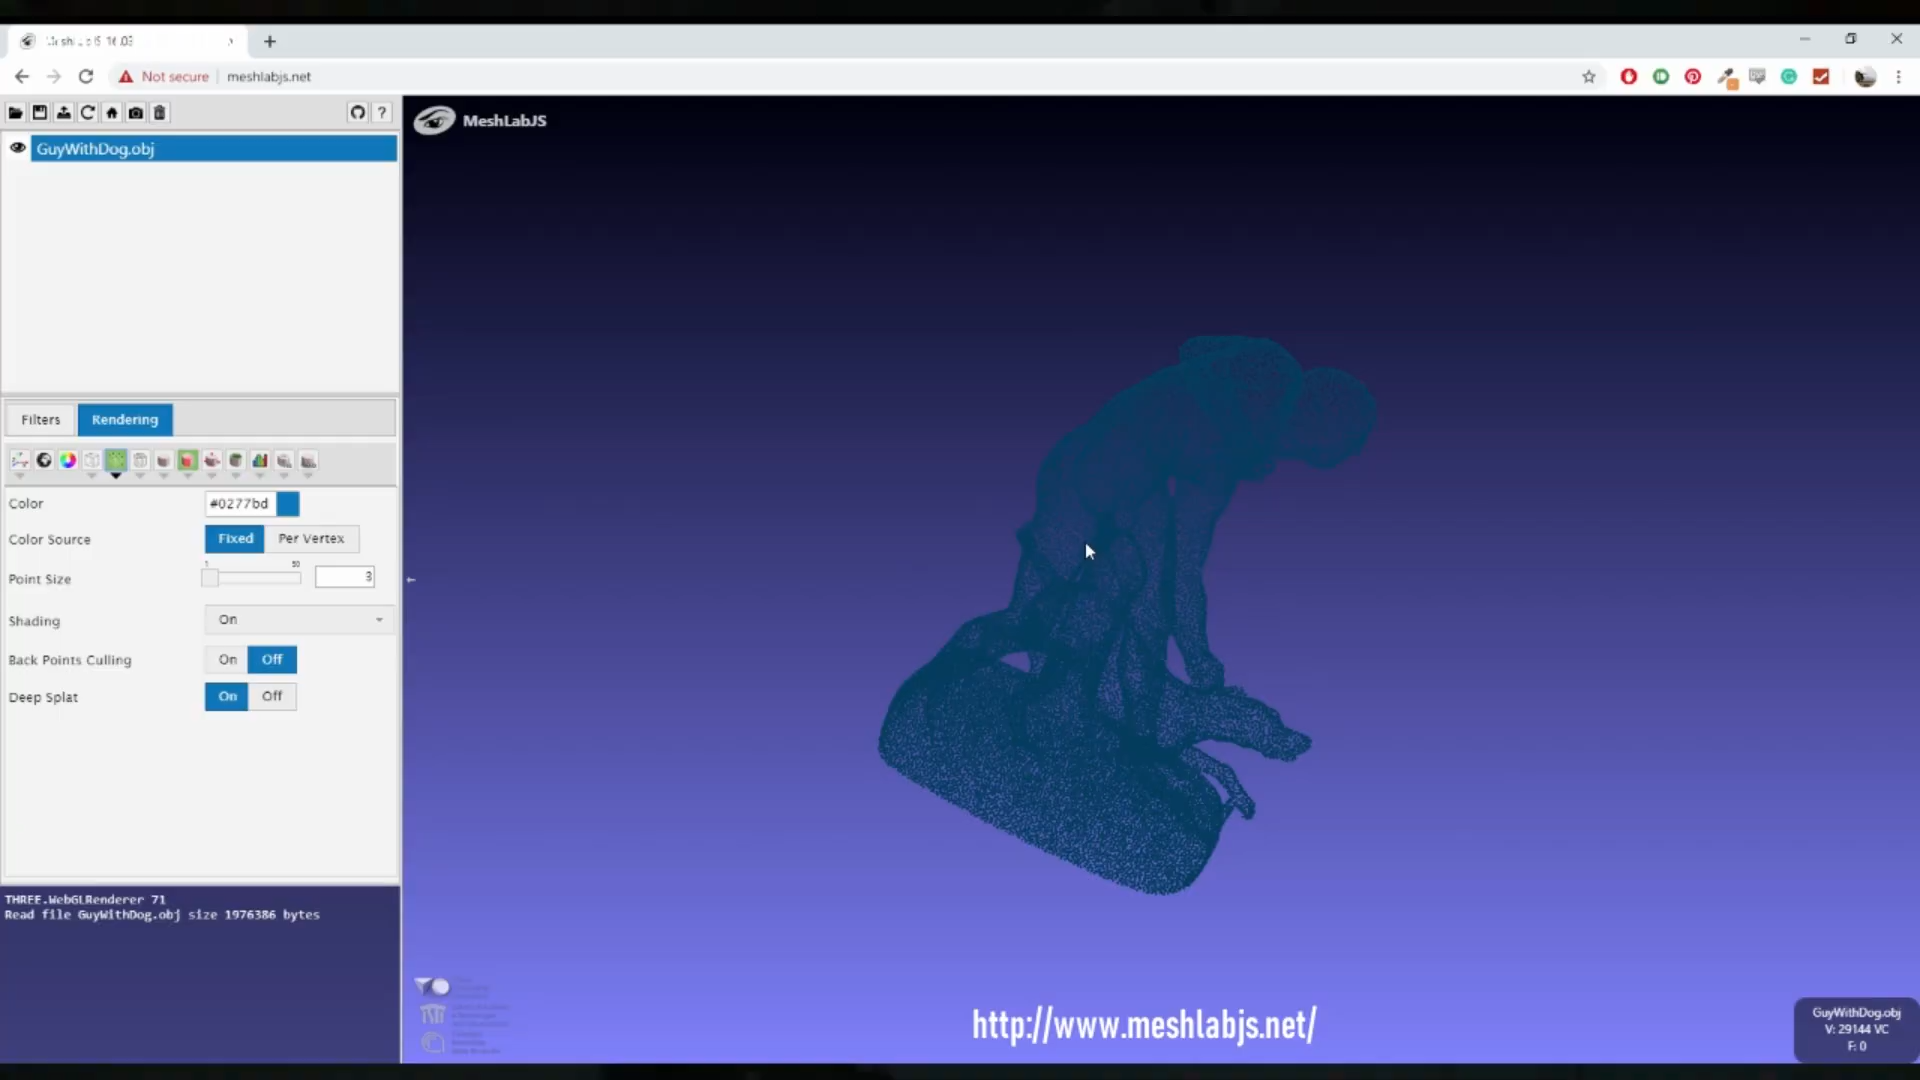 Not secure
meshlabjs.net
?
MeshLabJS
GuyWithDog.obj
Filters
Rendering
Color
#0277bd
Color Source
Fixed
Per Vertex
1
50
Point Size
3
Shading
On
Back Points Culling
On
Off
Deep Splat
On
Off
THREE.WebGLRenderer 71
Read file GuyWithDog.obj size 1976386 bytes
http://www.meshlabjs.net/
GuyWithDog.obj
V: 29144 VC
F: 0